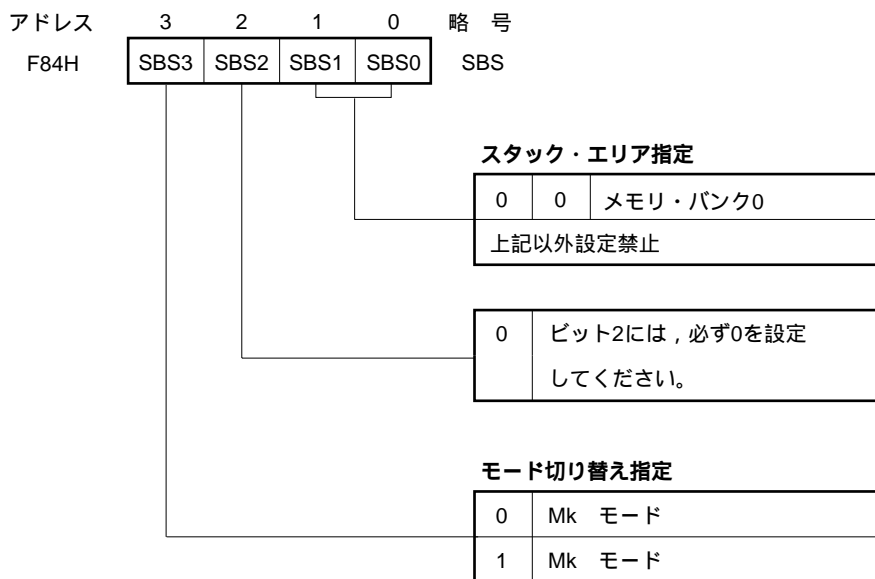 アドレス 3 2 1 0 略 号
F84H SBS3 SBS2 SBS1 SBS0 SBS
スタック・エリア指定
0 0 メモリ・バンク0
上記以外設定禁止
0 ビット2には，必ず0を設定
してください。
モード切り替え指定
0 Mk モード
1 Mk モード